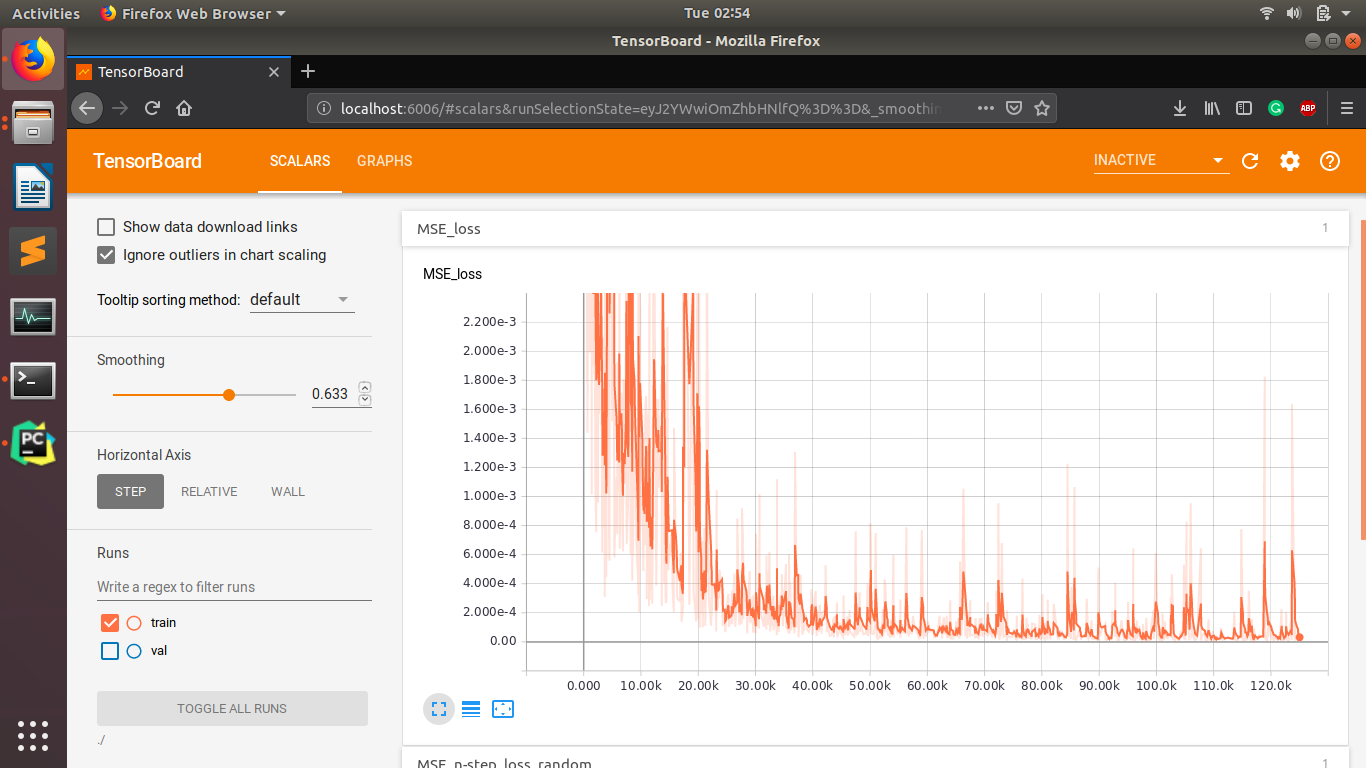 Activities Firefox Web Browser Tue 02:54
TensorBoard - Mozilla Firefox
TensorBoard
localhost:6006/#scalars&runSelectionState=eyJ2YWwiOmZhbHNlfQ%3D%3D&_smoothin
ABP
TensorBoard SCALARS GRAPHS INACTIVE
Show data download links
Ignore outliers in chart scaling
Tooltip sorting method: default
Smoothing
0.633
Horizontal Axis
STEP RELATIVE WALL
Runs
Write a regex to filter runs
train
val
TOGGLE ALL RUNS
./
MSE_loss 1
MSE_loss
2.200e-3
2.000e-3
1.800e-3
1.600e-3
1.400e-3
1.200e-3
1.000e-3
8.000e-4
6.000e-4
4.000e-4
2.000e-4
0.00
0.000 10.00k 20.00k 30.00k 40.00k 50.00k 60.00k 70.00k 80.00k 90.00k 100.0k 110.0k 120.0k
MSE_n-step_loss_random 1
PC